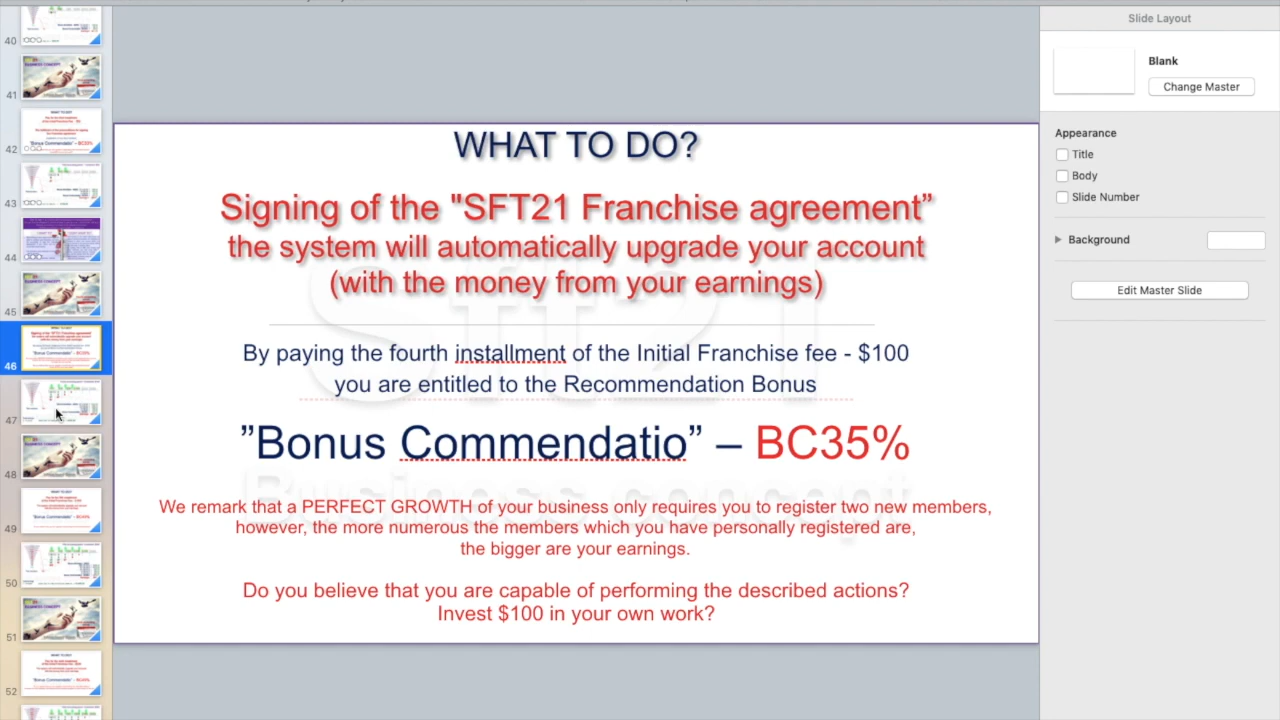 Slide Layout
Blank
Change Master
Appearance
Title
Body
Slide Number
Background
Edit Master Slide
40
41
42
43
44
45
46
47
48
49
50
51
52
WHAT TO DO?
Signing of the "SET21 Franchise agreement”
the system will automatically upgrade your account
(with the money from your earnings)
By paying the fourth instalment of the Initial Franchise fee - $100
you are entitled to the Recommendation Bonus
”Bonus Commendatio” – BC35%
We remark that a PERFECT GROWTH of your business only requires you to register two new members,
however, the more numerous the members which you have personally registered are,
the bigger are your earnings.
Do you believe that you are capable of performing the described actions?
Invest $100 in your own work?